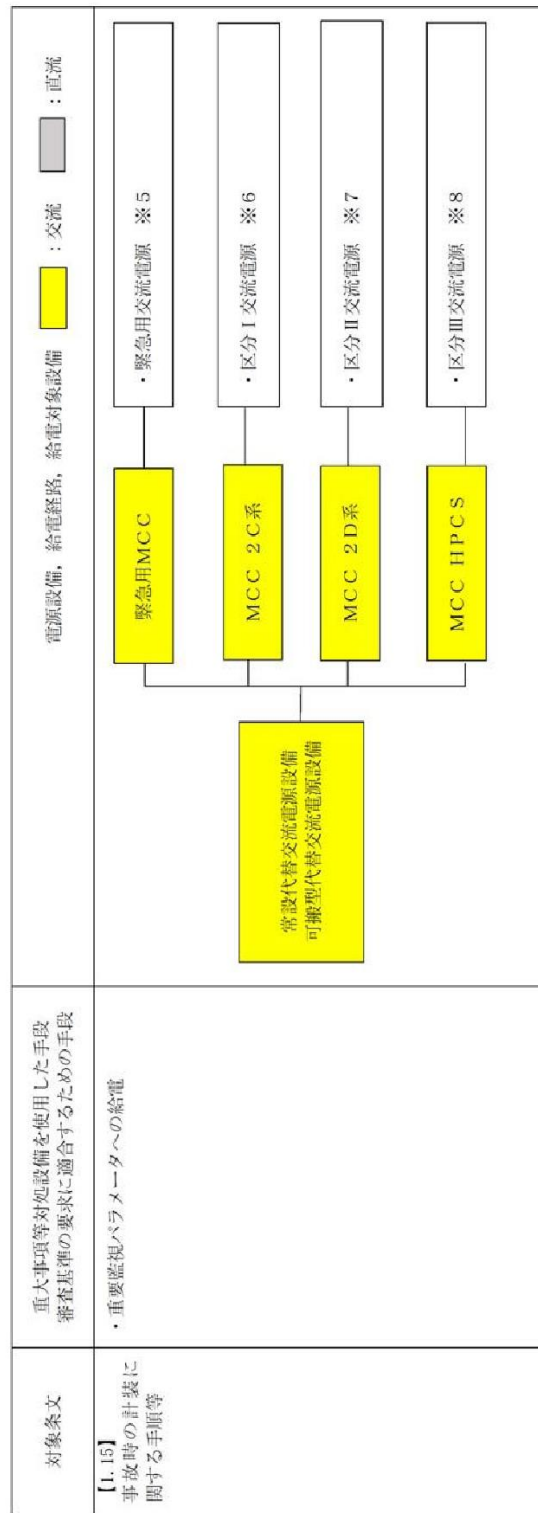 対象条文
重大事項等対処設備を使用した手段
審査基準の要求に適合するための手段
電源設備，給電経路，給電対象設備
：交流
：直流
【1.15】
事故時の計装に
関する手順等
・重要監視パラメータへの給電
常設代替交流電源設備
可搬型代替交流電源設備
緊急用MCC
・緊急用交流電源 ※5
MCC 2C系
・区分Ⅰ交流電源 ※6
MCC 2D系
・区分Ⅱ交流電源 ※7
MCC HPCS
・区分Ⅲ交流電源 ※8